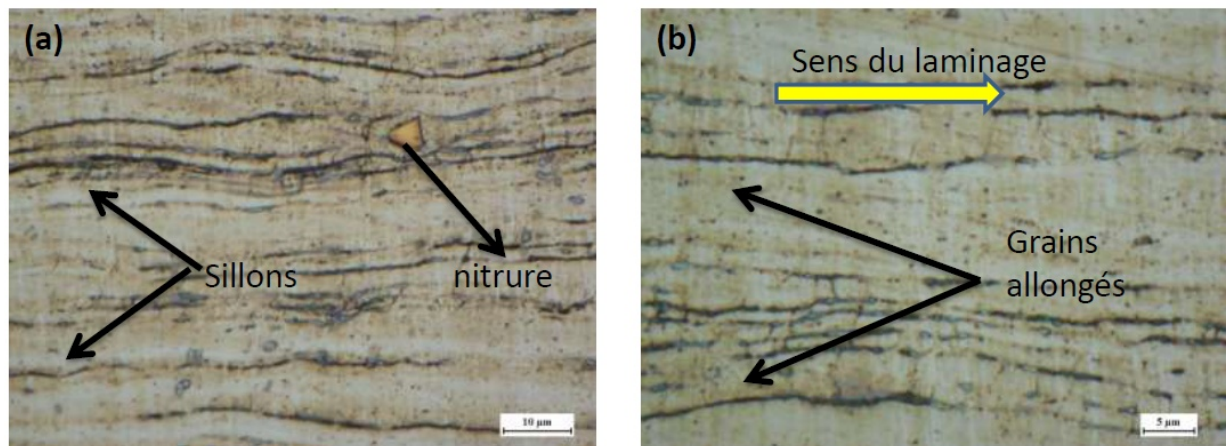 (a)
Sillons
nitrure
10 µm
(b)
Sens du laminage
Grains
allongés
5 µm